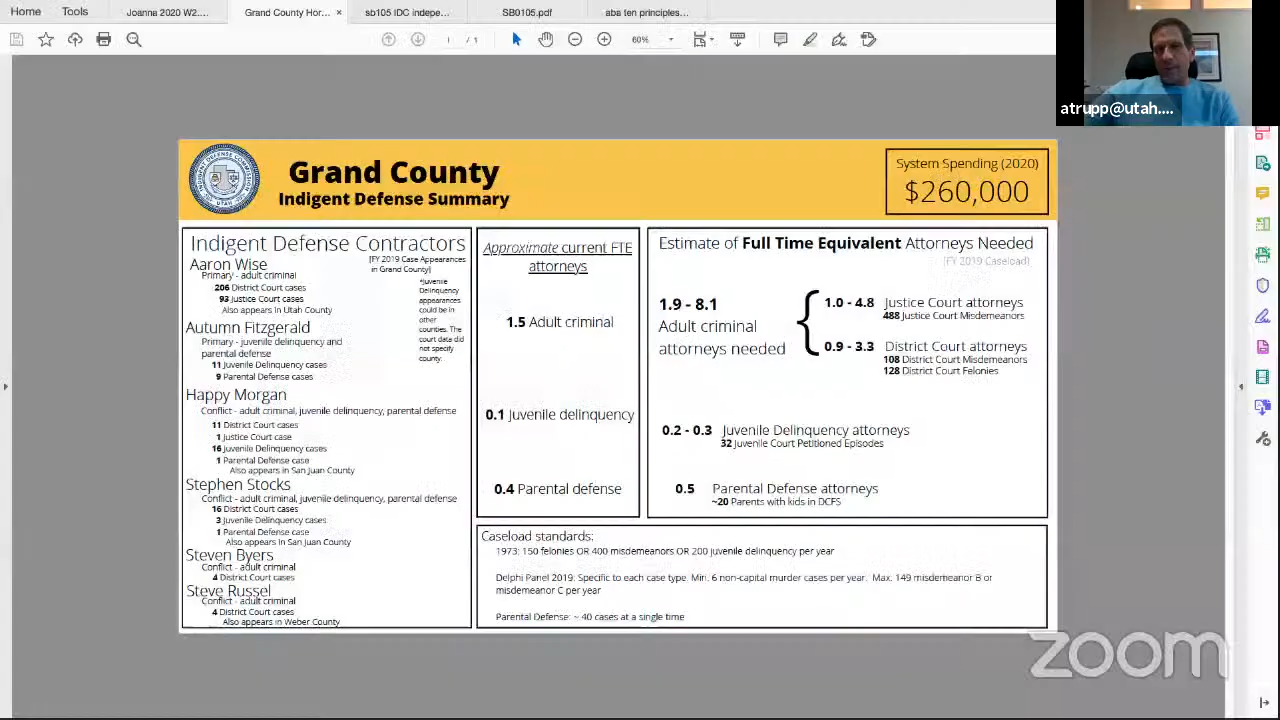 Home
Tools
Joanna 2020 W2....
Grand County Hor... ×
sb105 IDC indepe...
SB0105.pdf
aba ten principles...
1 / 1
60%
atrupp@utah....
Grand County
Indigent Defense Summary
System Spending (2020)
$260,000
Indigent Defense Contractors
[FY 2019 Case Appearances
in Grand County]
*Juvenile
Delinquency
appearances
could be in
other
counties. The
court data did
not specify
county.
Aaron Wise
Primary - adult criminal
206 District Court cases
93 Justice Court cases
Also appears in Utah County
Autumn Fitzgerald
Primary - juvenile delinquency and
parental defense
11 Juvenile Delinquency cases
9 Parental Defense cases
Happy Morgan
Conflict - adult criminal, juvenile delinquency, parental defense
11 District Court cases
1 Justice Court case
16 Juvenile Delinquency cases
1 Parental Defense case
Also appears in San Juan County
Stephen Stocks
Conflict - adult criminal, juvenile delinquency, parental defense
16 District Court cases
3 Juvenile Delinquency cases
1 Parental Defense case
Also appears in San Juan County
Steven Byers
Conflict - adult criminal
4 District Court cases
Steve Russel
Conflict - adult criminal
4 District Court cases
Also appears in Weber County
Approximate current FTE
attorneys
1.5 Adult criminal
0.1 Juvenile delinquency
0.4 Parental defense
Estimate of Full Time Equivalent Attorneys Needed
[FY 2019 Caseload]
1.9 - 8.1
Adult criminal
attorneys needed
1.0 - 4.8 Justice Court attorneys
488 Justice Court Misdemeanors
0.9 - 3.3 District Court attorneys
108 District Court Misdemeanors
128 District Court Felonies
0.2 - 0.3 Juvenile Delinquency attorneys
32 Juvenile Court Petitioned Episodes
0.5 Parental Defense attorneys
~20 Parents with kids in DCFS
Caseload standards:
1973: 150 felonies OR 400 misdemeanors OR 200 juvenile delinquency per year
Delphi Panel 2019: Specific to each case type. Min. 6 non-capital murder cases per year. Max. 149 misdemeanor B or
misdemeanor C per year
Parental Defense: ~ 40 cases at a single time
zoom